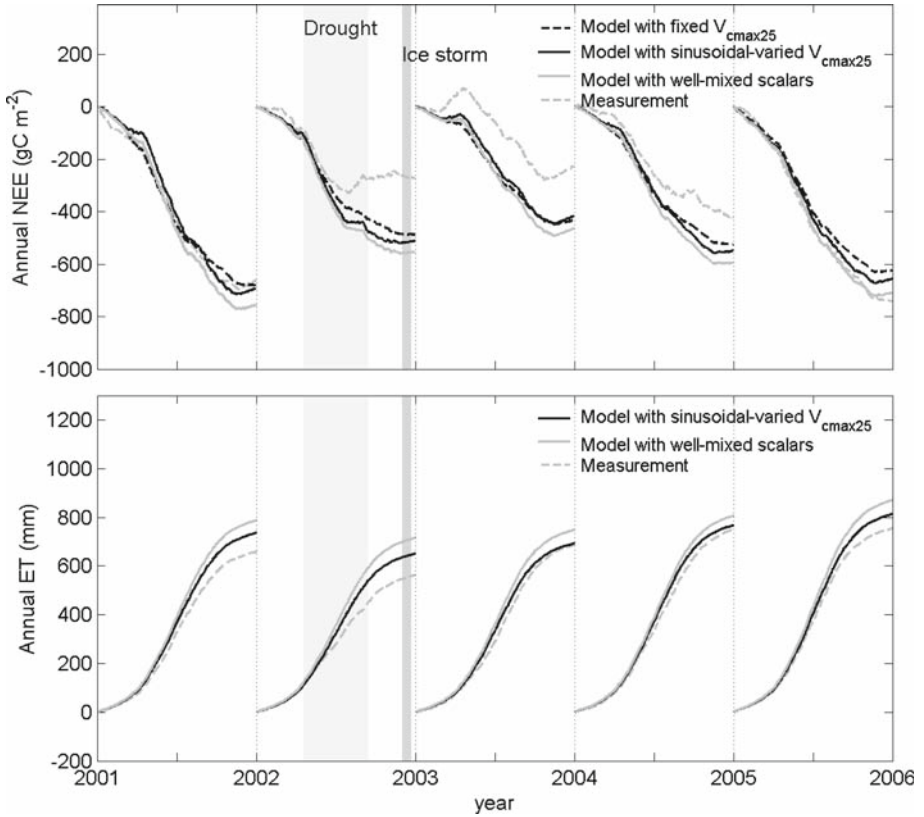 Drought
Ice storm
Model with fixed Vcmax25
Model with sinusoidal-varied Vcmax25
Model with well-mixed scalars
Measurement
Annual NEE (gC m-2)
200
0
-200
-400
-600
-800
-1000
Model with sinusoidal-varied Vcmax25
Model with well-mixed scalars
Measurement
Annual ET (mm)
1200
1000
800
600
400
200
0
-200
2001 2002 2003 2004 2005 2006
year